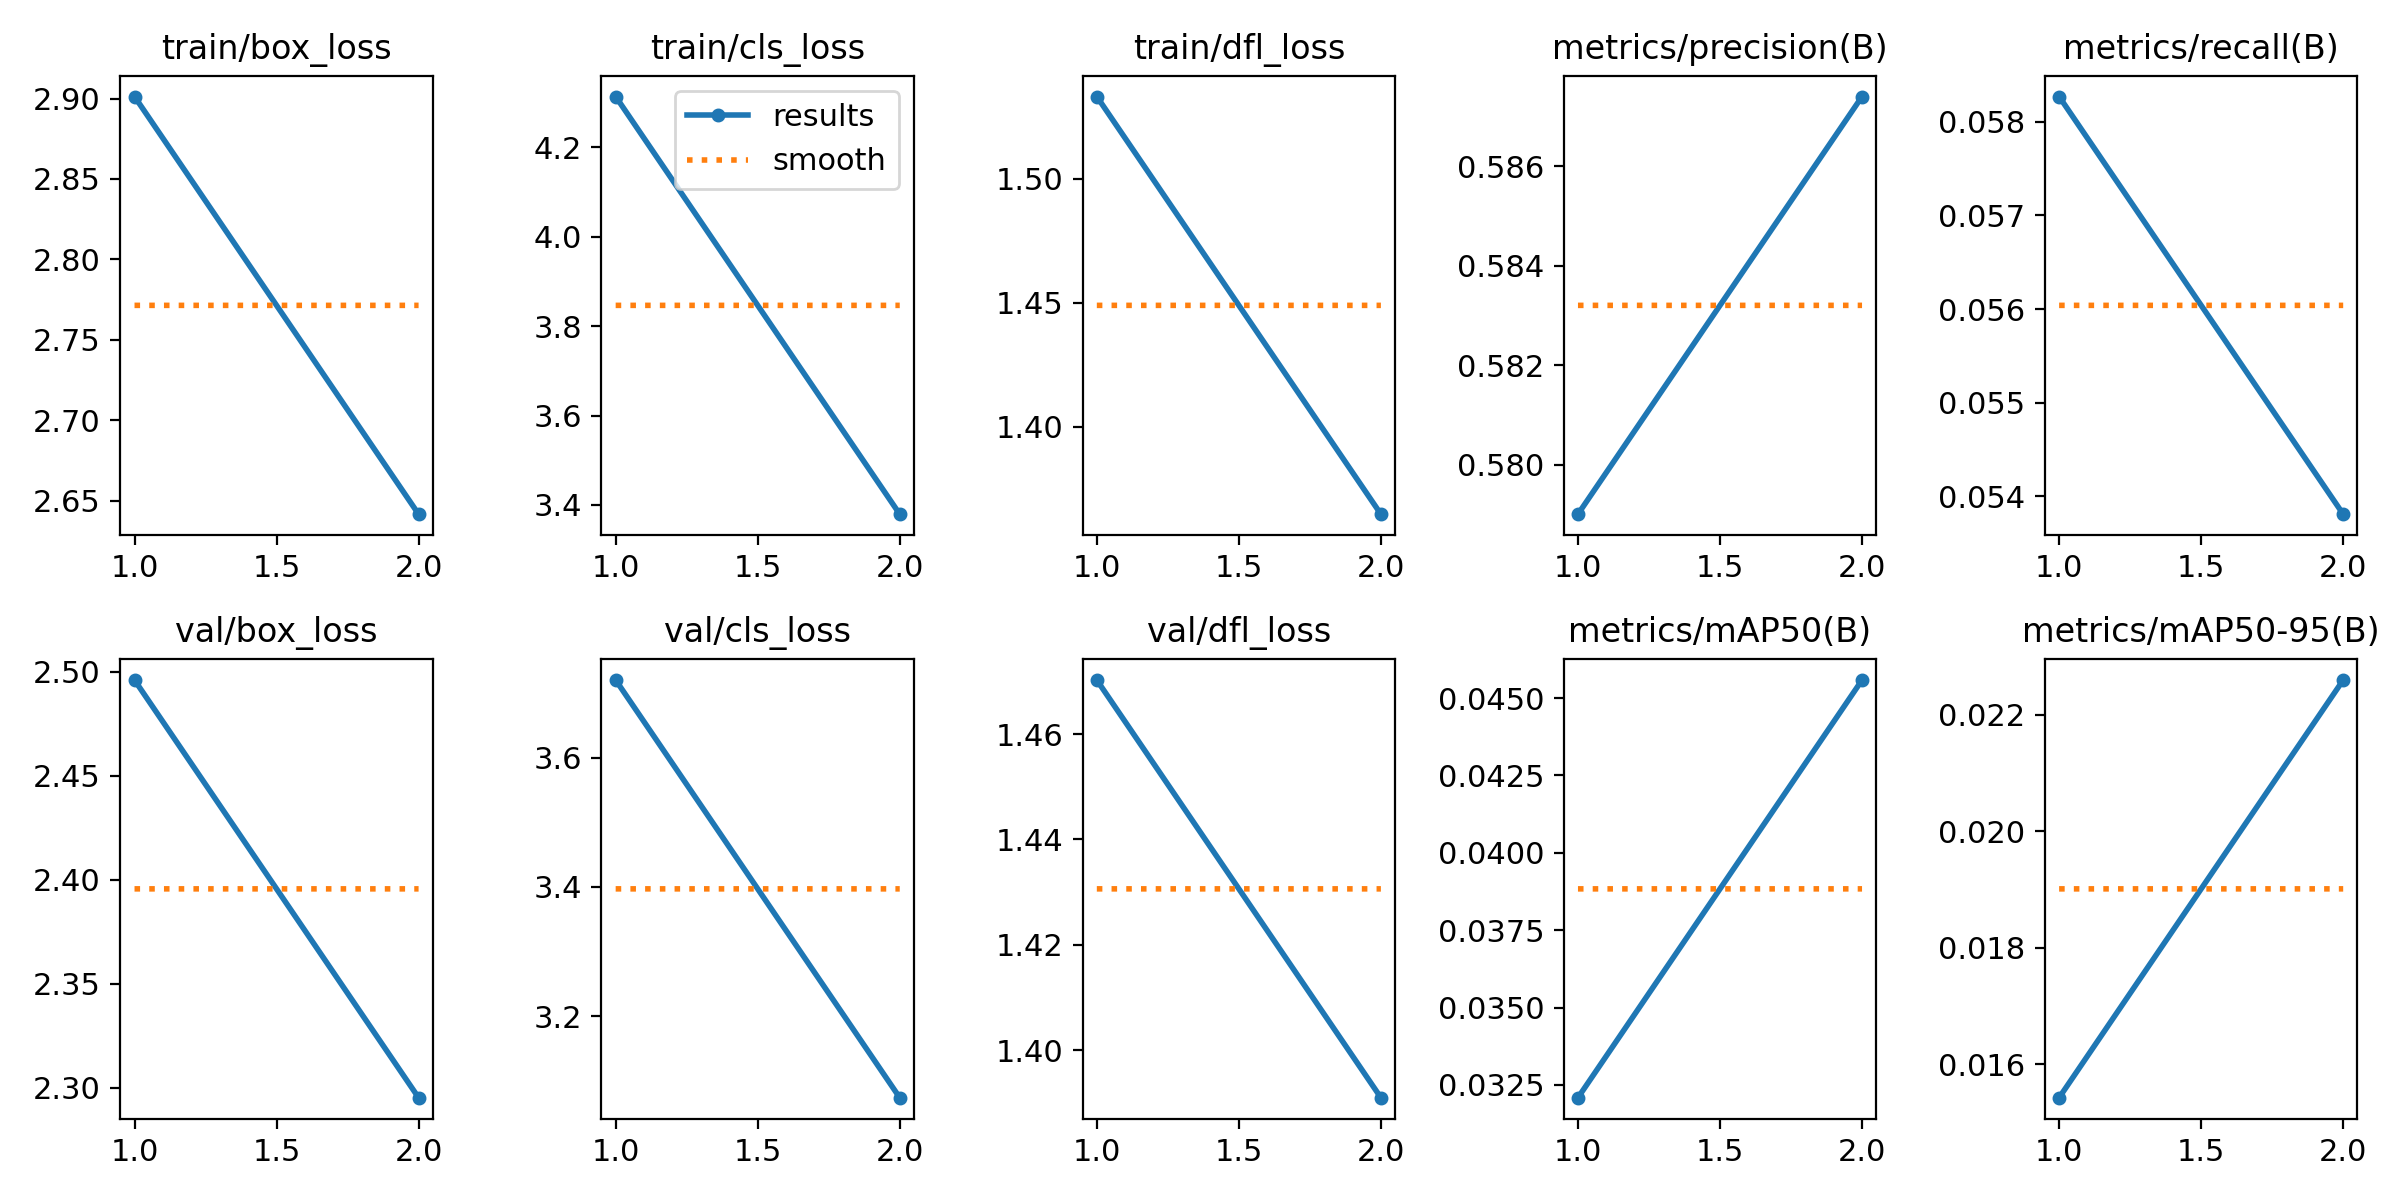 train/box_loss
train/cls_loss
train/dfl_loss
metrics/precision(B)
metrics/recall(B)
2.90
2.85
2.80
2.75
2.70
2.65
1.0 1.5 2.0
4.2
4.0
3.8
3.6
3.4
1.0 1.5 2.0
results
smooth
1.50
1.45
1.40
1.0 1.5 2.0
0.586
0.584
0.582
0.580
1.0 1.5 2.0
0.058
0.057
0.056
0.055
0.054
1.0 1.5 2.0
val/box_loss
val/cls_loss
val/dfl_loss
metrics/mAP50(B)
metrics/mAP50-95(B)
2.50
2.45
2.40
2.35
2.30
1.0 1.5 2.0
3.6
3.4
3.2
1.0 1.5 2.0
1.46
1.44
1.42
1.40
1.0 1.5 2.0
0.0450
0.0425
0.0400
0.0375
0.0350
0.0325
1.0 1.5 2.0
0.022
0.020
0.018
0.016
1.0 1.5 2.0